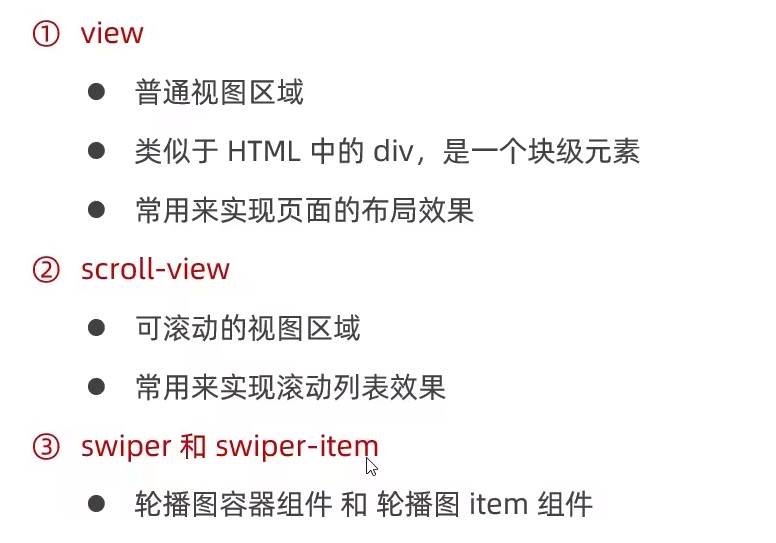 ① view
● 普通视图区域
● 类似于 HTML 中的 div，是一个块级元素
● 常用来实现页面的布局效果
② scroll-view
● 可滚动的视图区域
● 常用来实现滚动列表效果
③ swiper 和 swiper-item
● 轮播图容器组件 和 轮播图 item 组件